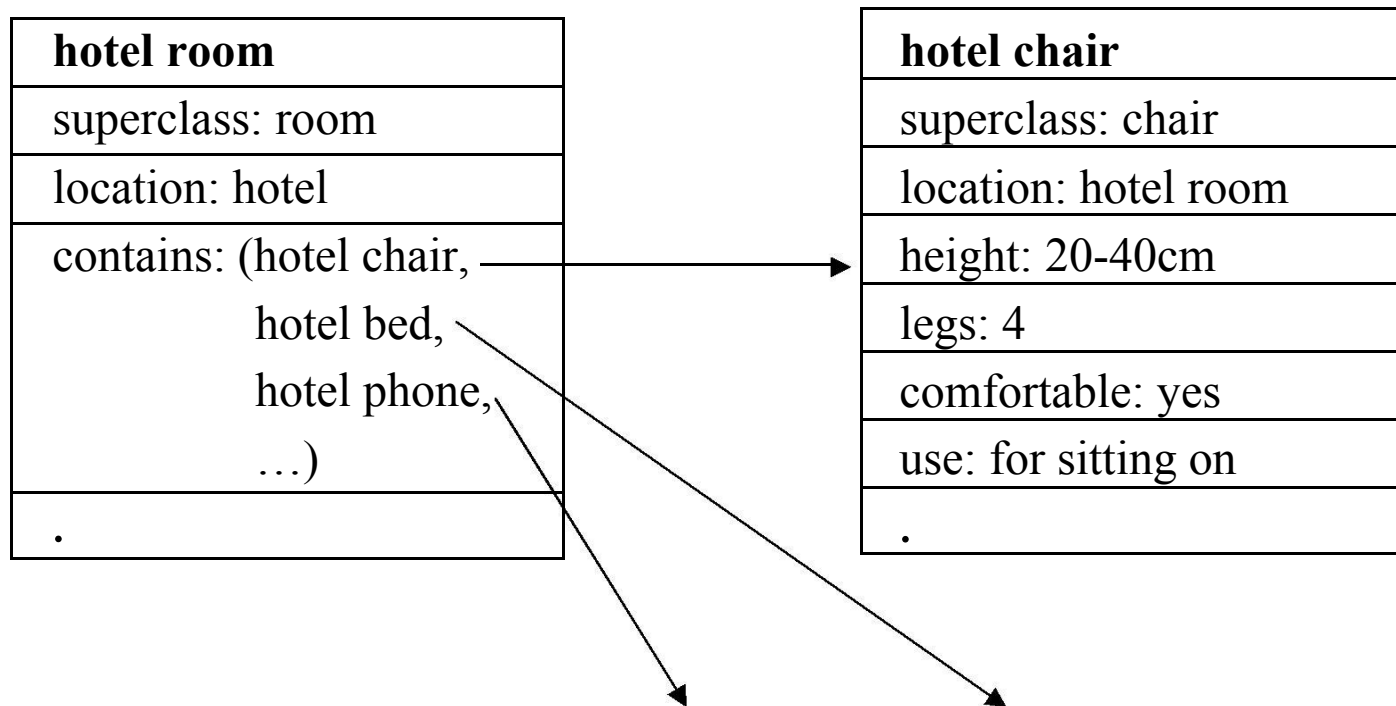 hotel room
superclass: room
location: hotel
contains: (hotel chair,
hotel bed,
hotel phone,
…)
.
hotel chair
superclass: chair
location: hotel room
height: 20-40cm
legs: 4
comfortable: yes
use: for sitting on
.